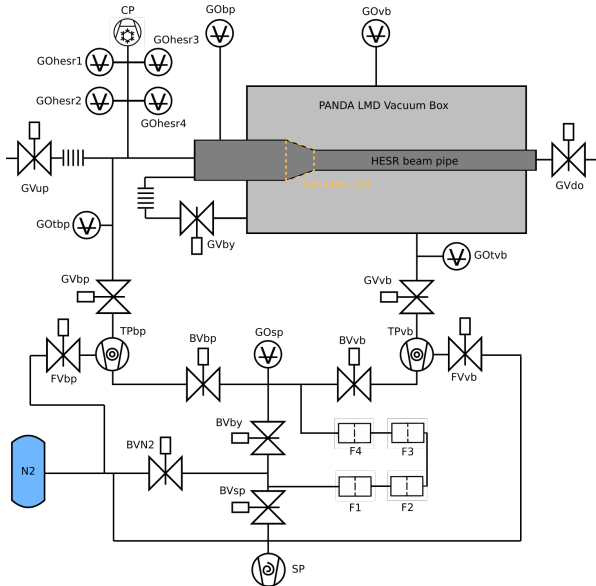 CP
GObp
GOvb
GOhesr3
GOhesr1
GOhesr2
GOhesr4
PANDA LMD Vacuum Box
HESR beam pipe
GVup
GVdo
GOtbp
GVby
GOtvb
GVbp
GVvb
TPbp
TPvb
BVbp
GOsp
BVvb
FVbp
FVvb
BVby
BVN2
F4
F3
N2
BVsp
F1
F2
SP